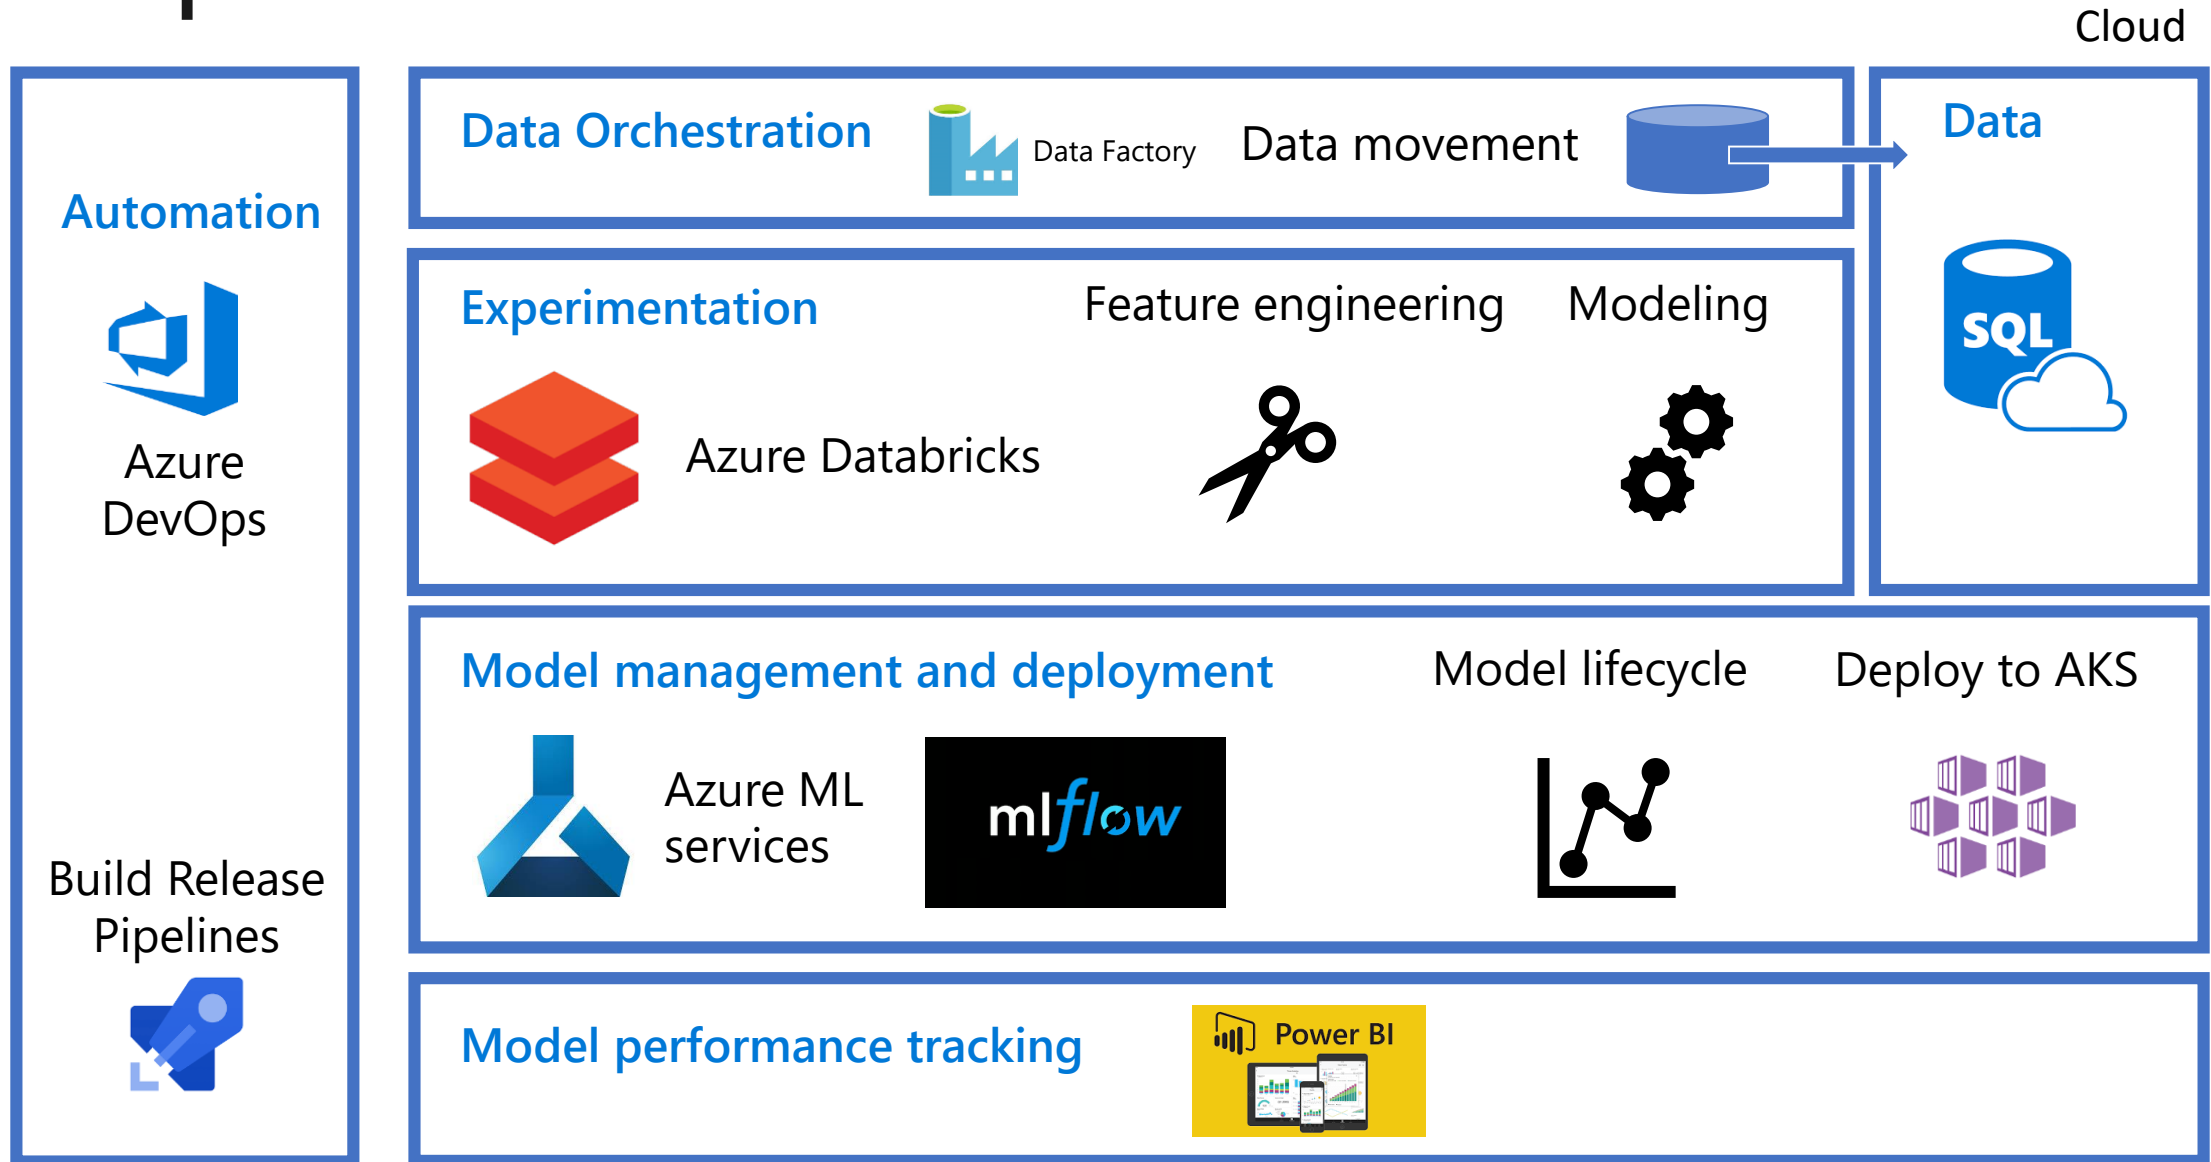 Cloud
Automation
Azure
DevOps
Build Release
Pipelines
Data Orchestration
Data Factory
Data movement
Data
SQL
Experimentation
Feature engineering
Modeling
Azure Databricks
Model management and deployment
Model lifecycle
Deploy to AKS
Azure ML
services
mlflow
Model performance tracking
Power BI